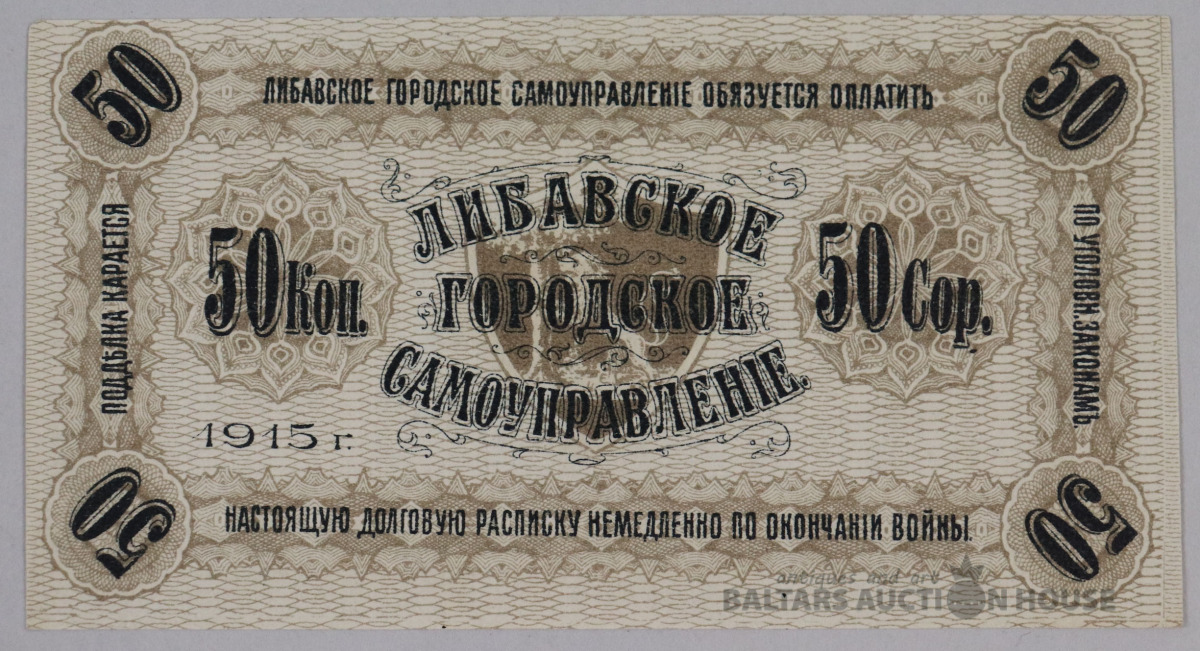 50
50
ЛИБАВСКОЕ ГОРОДСКОЕ САМОУПРАВЛЕНІЕ ОБЯЗУЕТСЯ ОПЛАТИТЬ
ПОДДѢЛКА КАРАЕТСЯ
ПО УГОЛОВН. ЗАКОНАМЪ.
ЛИБАВСКОЕ
ГОРОДСКОЕ
САМОУПРАВЛЕНІЕ.
50 Коп.
50 Сор.
1915 г.
НАСТОЯЩУЮ ДОЛГОВУЮ РАСПИСКУ НЕМЕДЛЕННО ПО ОКОНЧАНІИ ВОЙНЫ.
50
50
antiques and art
BALTARS AUCTION HOUSE